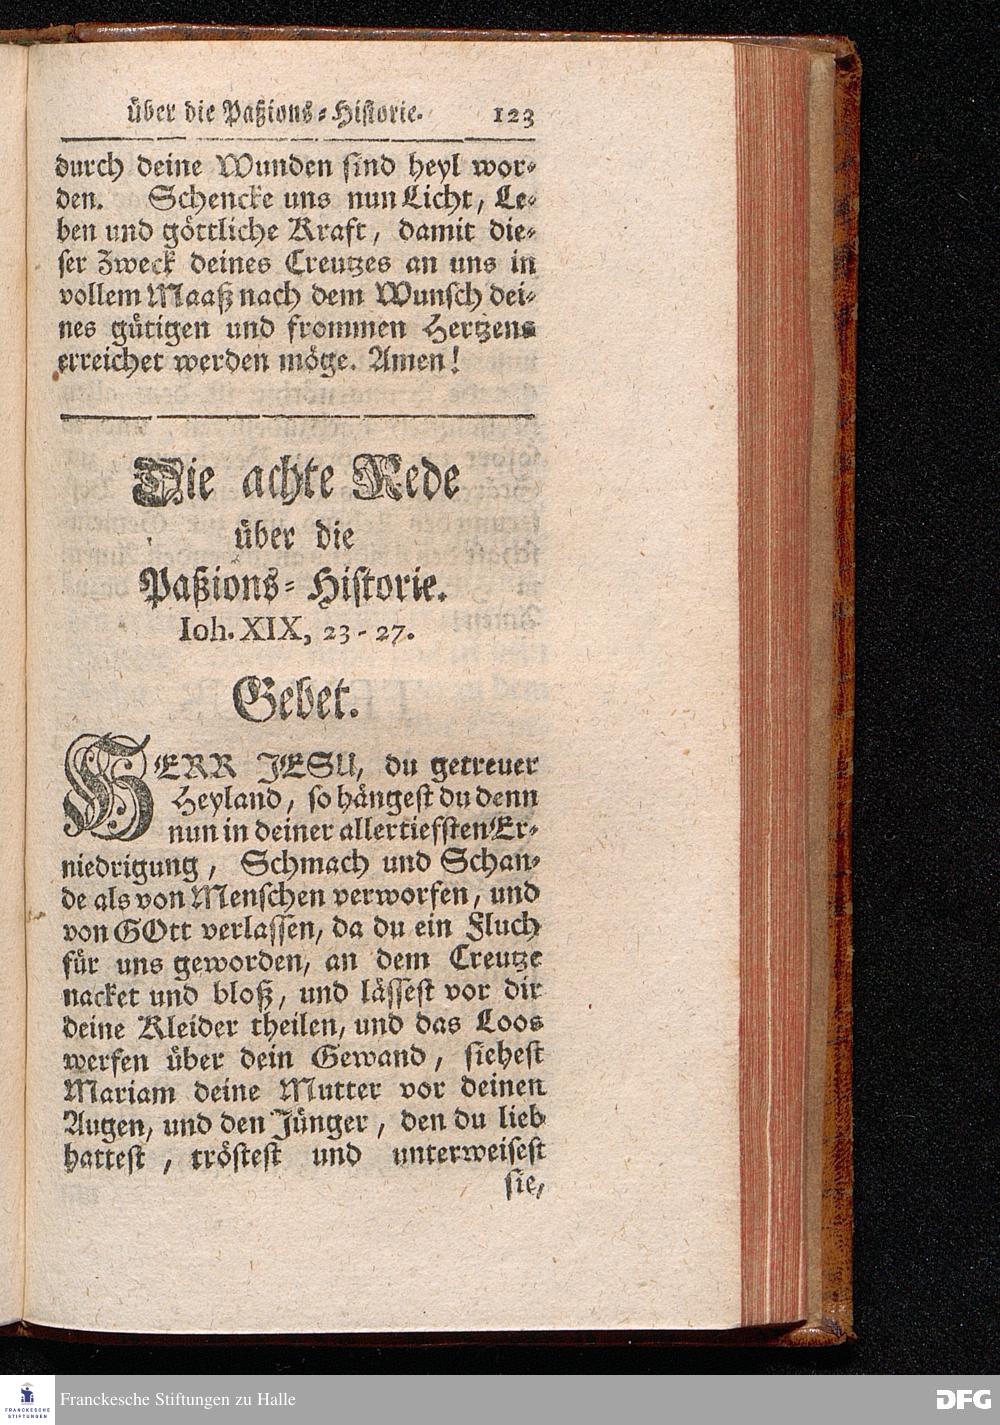 über die Paßions-Historie. 123
durch deine Wunden sind heyl wor-
den. Schencke uns nun Licht, Le-
ben und göttliche Kraft, damit die-
ser Zweck deines Creutzes an uns in
vollem Maaß nach dem Wunsch dei-
nes gütigen und frommen Hertzens
erreichet werden möge. Amen!
Die achte Rede
über die
Paßions-Historie.
Ioh. XIX, 23-27.
Gebet.
HERR JESU, du getreuer
Heyland, so hängest du denn
nun in deiner allertiefsten Er-
niedrigung, Schmach und Schan-
de als von Menschen verworfen, und
von GOtt verlassen, da du ein Fluch
für uns geworden, an dem Creutze
nacket und bloß, und lässest vor dir
deine Kleider theilen, und das Loos
werfen über dein Gewand, siehest
Mariam deine Mutter vor deinen
Augen, und den Jünger, den du lieb
hattest, tröstest und unterweisest
sie,
FRANCKESCHE
STIFTUNGEN
Franckesche Stiftungen zu Halle
DFG